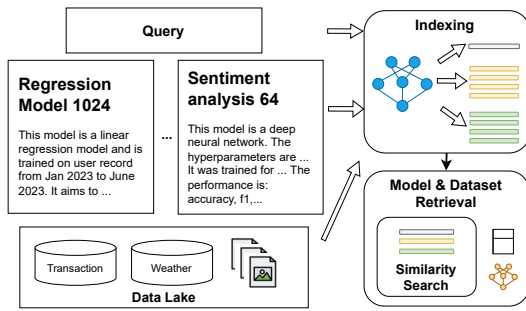 Query
Regression
Model 1024
This model is a linear
regression model and is
trained on user record
from Jan 2023 to June
2023. It aims to ...
...
Sentiment
analysis 64
This model is a deep
neural network. The
hyperparameters are ...
It was trained for ... The
performance is:
accuracy, f1,...
Transaction
Weather
Data Lake
Indexing
Model & Dataset
Retrieval
Similarity
Search